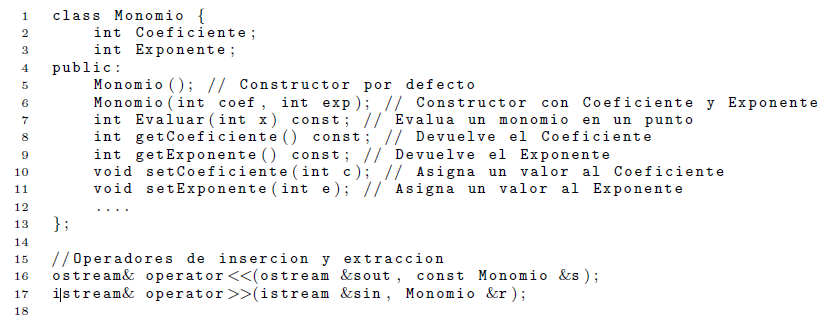 1 class Monomio {
2 int Coeficiente;
3 int Exponente;
4 public:
5 Monomio(); // Constructor por defecto
6 Monomio(int coef, int exp); // Constructor con Coeficiente y Exponente
7 int Evaluar(int x) const; // Evalua un monomio en un punto
8 int getCoeficiente() const; // Devuelve el Coeficiente
9 int getExponente() const; // Devuelve el Exponente
10 void setCoeficiente(int c); // Asigna un valor al Coeficiente
11 void setExponente(int e); // Asigna un valor al Exponente
12 ....
13 };
14
15 //Operadores de insercion y extraccion
16 ostream& operator<<(ostream &sout, const Monomio &s);
17 istream& operator>>(istream &sin, Monomio &r);
18